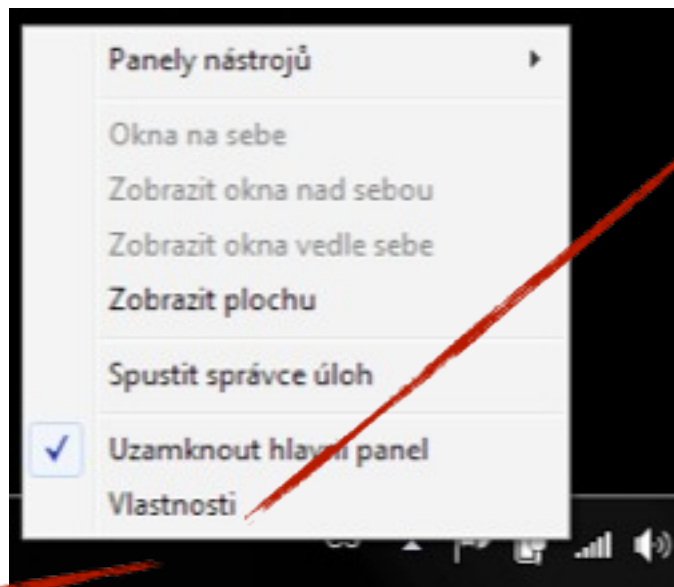 Panely nástrojů
Okna na sebe
Zobrazit okna nad sebou
Zobrazit okna vedle sebe
Zobrazit plochu
Spustit správce úloh
Uzamknout hlavní panel
Vlastnosti